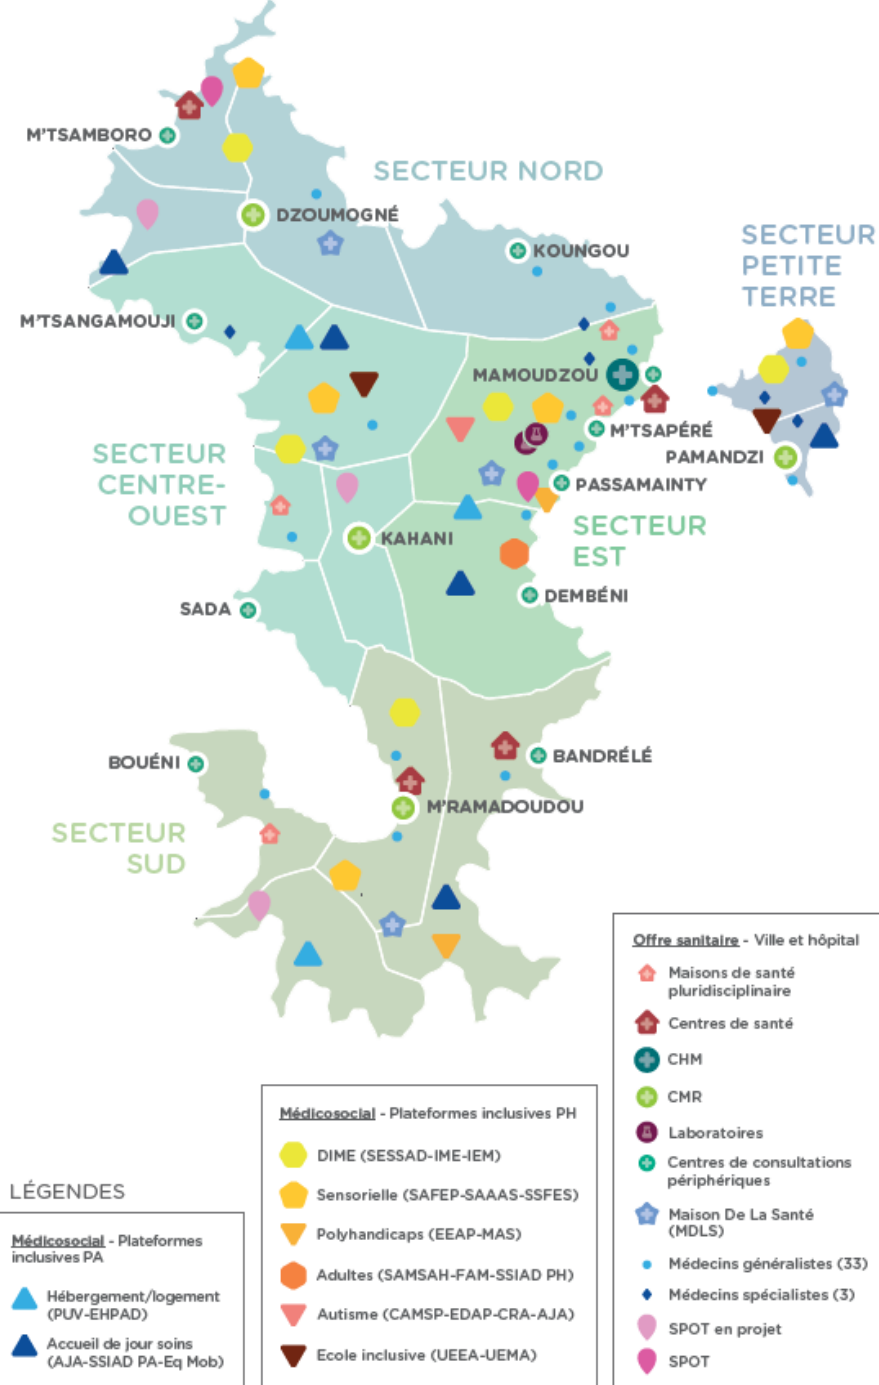 M'TSAMBORO
SECTEUR NORD
DZOUMOGNÉ
KOUNGOU
SECTEUR
PETITE
TERRE
M'TSANGAMOUJI
MAMOUDZOU
M'TSAPÉRÉ
PAMANDZI
SECTEUR
CENTRE-
OUEST
PASSAMAINTY
SECTEUR
EST
KAHANI
SADA
DEMBÉNI
BOUÉNI
BANDRÉLÉ
M'RAMADOUDOU
SECTEUR
SUD
LÉGENDES
Médicosocial - Plateformes
inclusives PA
Hébergement/logement
(PUV-EHPAD)
Accueil de jour soins
(AJA-SSIAD PA-Eq Mob)
Médicosocial - Plateformes inclusives PH
DIME (SESSAD-IME-IEM)
Sensorielle (SAFEP-SAAAS-SSFES)
Polyhandicaps (EEAP-MAS)
Adultes (SAMSAH-FAM-SSIAD PH)
Autisme (CAMSP-EDAP-CRA-AJA)
Ecole inclusive (UEEA-UEMA)
Offre sanitaire - Ville et hôpital
Maisons de santé
pluridisciplinaire
Centres de santé
CHM
CMR
Laboratoires
Centres de consultations
périphériques
Maison De La Santé
(MDLS)
Médecins généralistes (33)
Médecins spécialistes (3)
SPOT en projet
SPOT